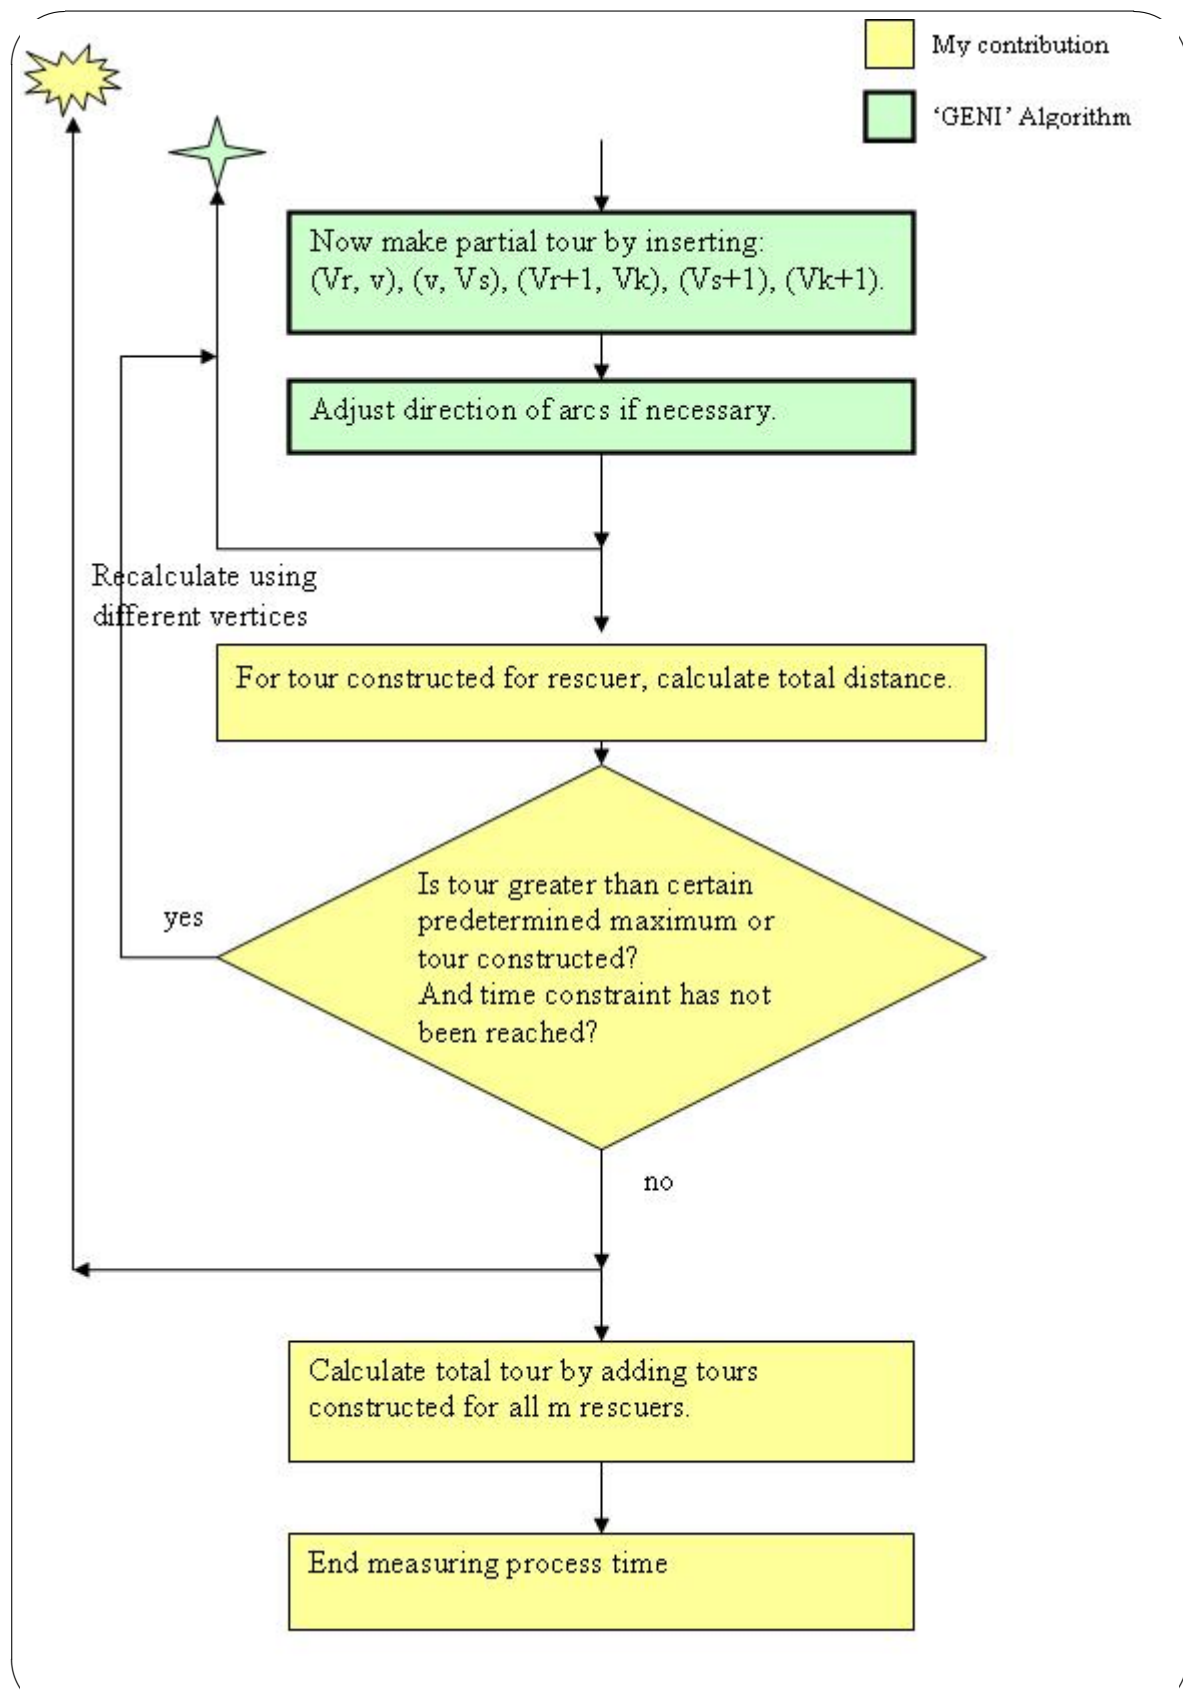 My contribution
‘GENI’ Algorithm
Now make partial tour by inserting:
(Vr, v), (v, Vs), (Vr+1, Vk), (Vs+1), (Vk+1).
Adjust direction of arcs if necessary.
Recalculate using
different vertices
For tour constructed for rescuer, calculate total distance.
Is tour greater than certain
predetermined maximum or
tour constructed?
And time constraint has not
been reached?
yes
no
Calculate total tour by adding tours
constructed for all m rescuers.
End measuring process time